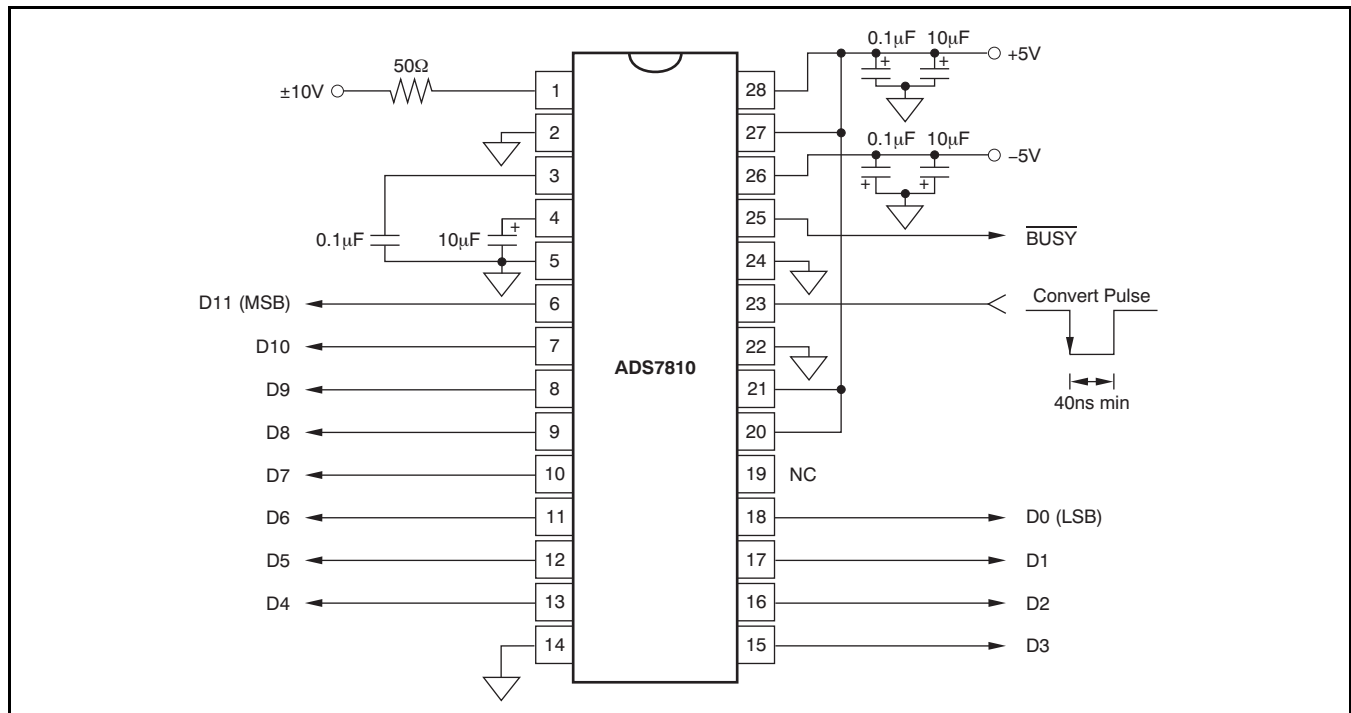 0.1μF 10μF
+5V
50Ω
±10V
1 28
2 27
0.1μF 10μF
−5V
3 26
4 25
BUSY
0.1μF 10μF
5 24
D11 (MSB) 6 23 Convert Pulse
D10 7 22
ADS7810
D9 8 21
40ns min
D8 9 20
D7 10 19 NC
D6 11 18 D0 (LSB)
D5 12 17 D1
D4 13 16 D2
14 15 D3
+
+
+
+
+